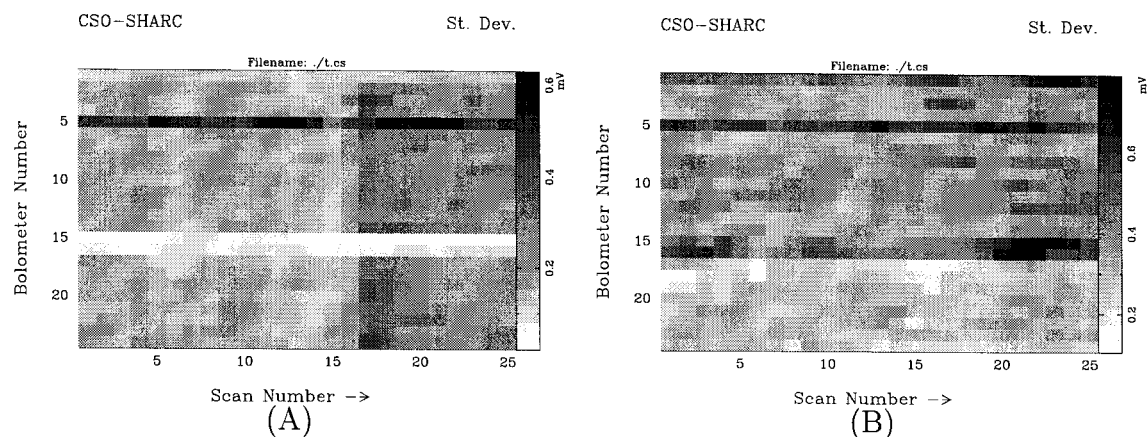 CSO-SHARC St. Dev.
Filename: ./t.cs
Bolometer Number
5
10
15
20
0.6
mV
0.4
0.2
5 10 15 20 25
Scan Number ->
(A)
CSO-SHARC St. Dev.
Filename: ./t.cs
Bolometer Number
5
10
15
20
mV
0.6
0.4
0.2
5 10 15 20 25
Scan Number ->
(B)